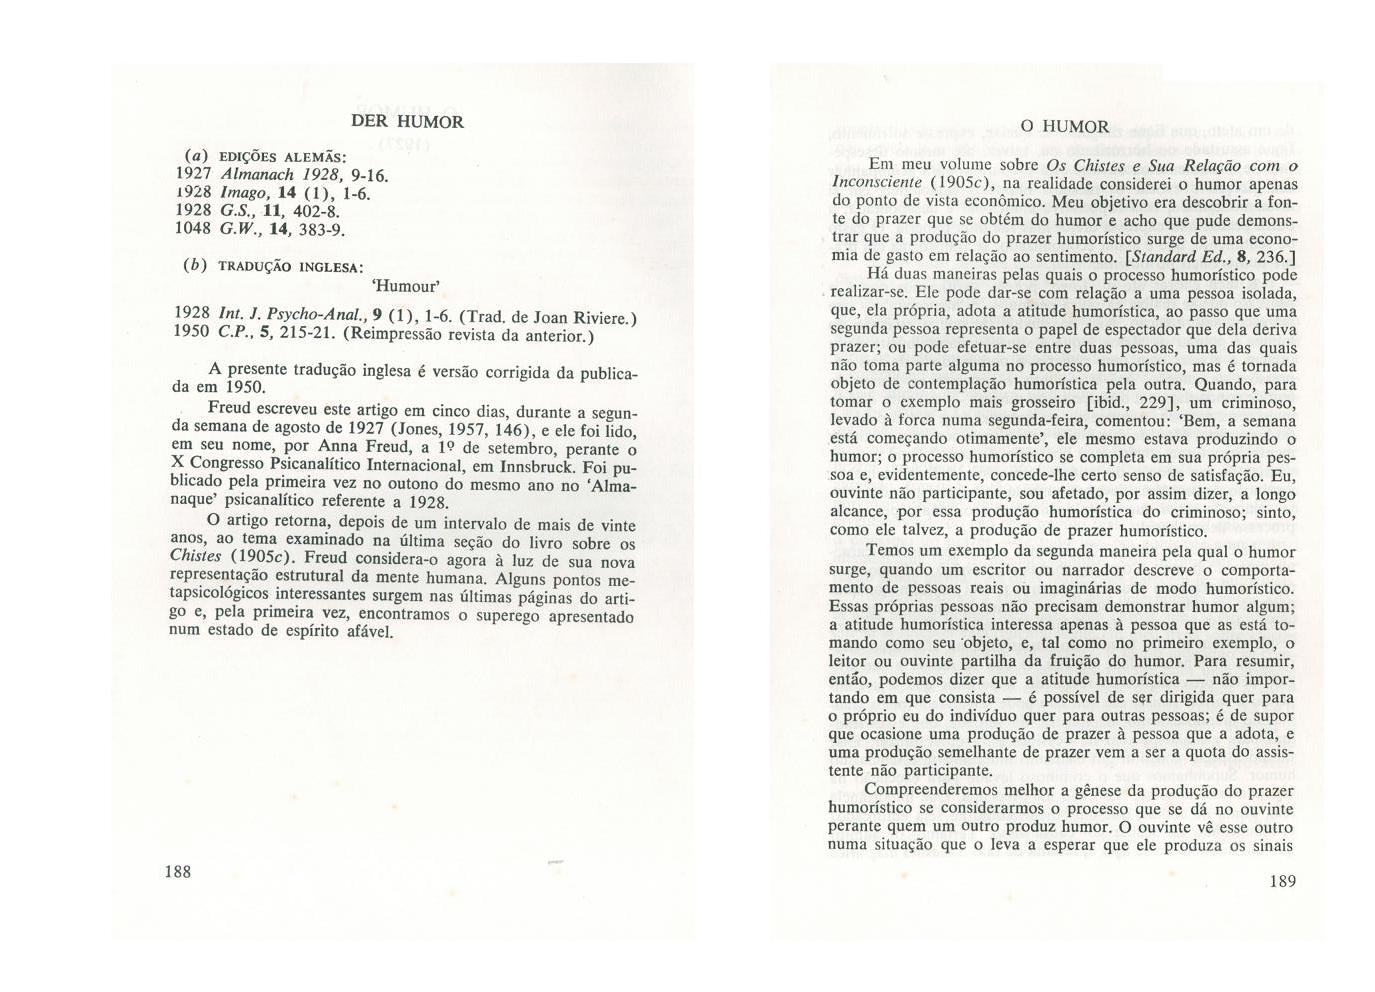 DER HUMOR
(a) EDIÇÕES ALEMÃS:
1927 Almanach 1928, 9-16.
1928 Imago, 14 (1), 1-6.
1928 G.S., 11, 402-8.
1048 G.W., 14, 383-9.
(b) TRADUÇÃO INGLESA:
‘Humour’
1928 Int. J. Psycho-Anal., 9 (1), 1-6. (Trad. de Joan Riviere.)
1950 C.P., 5, 215-21. (Reimpressão revista da anterior.)
A presente tradução inglesa é versão corrigida da publica-
da em 1950.
Freud escreveu este artigo em cinco dias, durante a segun-
da semana de agosto de 1927 (Jones, 1957, 146), e ele foi lido,
em seu nome, por Anna Freud, a 1º de setembro, perante o
X Congresso Psicanalítico Internacional, em Innsbruck. Foi pu-
blicado pela primeira vez no outono do mesmo ano no ‘Alma-
naque’ psicanalítico referente a 1928.
O artigo retorna, depois de um intervalo de mais de vinte
anos, ao tema examinado na última seção do livro sobre os
Chistes (1905c). Freud considera-o agora à luz de sua nova
representação estrutural da mente humana. Alguns pontos me-
tapsicológicos interessantes surgem nas últimas páginas do arti-
go e, pela primeira vez, encontramos o superego apresentado
num estado de espírito afável.
188
O HUMOR
Em meu volume sobre Os Chistes e Sua Relação com o
Inconsciente (1905c), na realidade considerei o humor apenas
do ponto de vista econômico. Meu objetivo era descobrir a fon-
te do prazer que se obtém do humor e acho que pude demons-
trar que a produção do prazer humorístico surge de uma econo-
mia de gasto em relação ao sentimento. [Standard Ed., 8, 236.]
Há duas maneiras pelas quais o processo humorístico pode
realizar-se. Ele pode dar-se com relação a uma pessoa isolada,
que, ela própria, adota a atitude humorística, ao passo que uma
segunda pessoa representa o papel de espectador que dela deriva
prazer; ou pode efetuar-se entre duas pessoas, uma das quais
não toma parte alguma no processo humorístico, mas é tornada
objeto de contemplação humorística pela outra. Quando, para
tomar o exemplo mais grosseiro [ibid., 229], um criminoso,
levado à forca numa segunda-feira, comentou: ‘Bem, a semana
está começando otimamente’, ele mesmo estava produzindo o
humor; o processo humorístico se completa em sua própria pes-
soa e, evidentemente, concede-lhe certo senso de satisfação. Eu,
ouvinte não participante, sou afetado, por assim dizer, a longo
alcance, por essa produção humorística do criminoso; sinto,
como ele talvez, a produção de prazer humorístico.
Temos um exemplo da segunda maneira pela qual o humor
surge, quando um escritor ou narrador descreve o comporta-
mento de pessoas reais ou imaginárias de modo humorístico.
Essas próprias pessoas não precisam demonstrar humor algum;
a atitude humorística interessa apenas à pessoa que as está to-
mando como seu objeto, e, tal como no primeiro exemplo, o
leitor ou ouvinte partilha da fruição do humor. Para resumir,
então, podemos dizer que a atitude humorística — não impor-
tando em que consista — é possível de ser dirigida quer para
o próprio eu do indivíduo quer para outras pessoas; é de supor
que ocasione uma produção de prazer à pessoa que a adota, e
uma produção semelhante de prazer vem a ser a quota do assis-
tente não participante.
Compreenderemos melhor a gênese da produção do prazer
humorístico se considerarmos o processo que se dá no ouvinte
perante quem um outro produz humor. O ouvinte vê esse outro
numa situação que o leva a esperar que ele produza os sinais
189